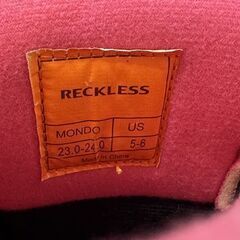 RECKLESS
MONDO US
23.0-24.0 5-6
Made in China